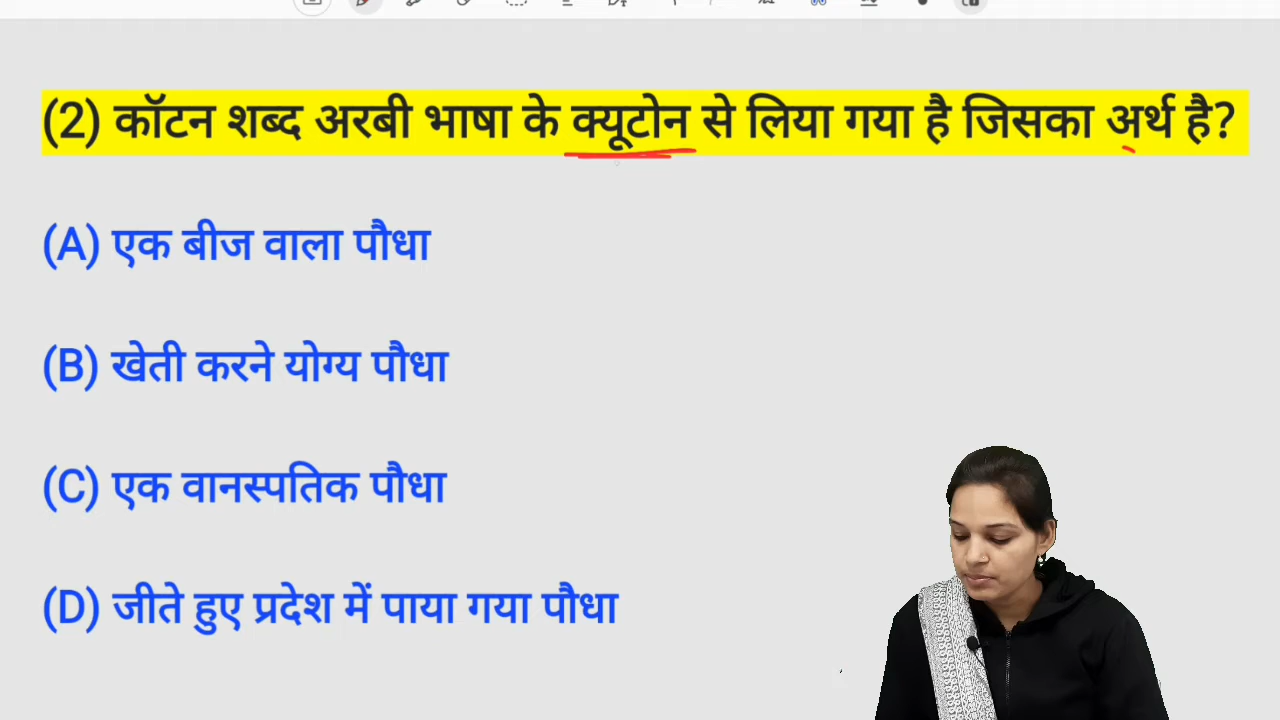 (2) कॉटन शब्द अरबी भाषा के क्यूटोन से लिया गया है जिसका अर्थ है?
(A) एक बीज वाला पौधा
(B) खेती करने योग्य पौधा
(C) एक वानस्पतिक पौधा
(D) जीते हुए प्रदेश में पाया गया पौधा